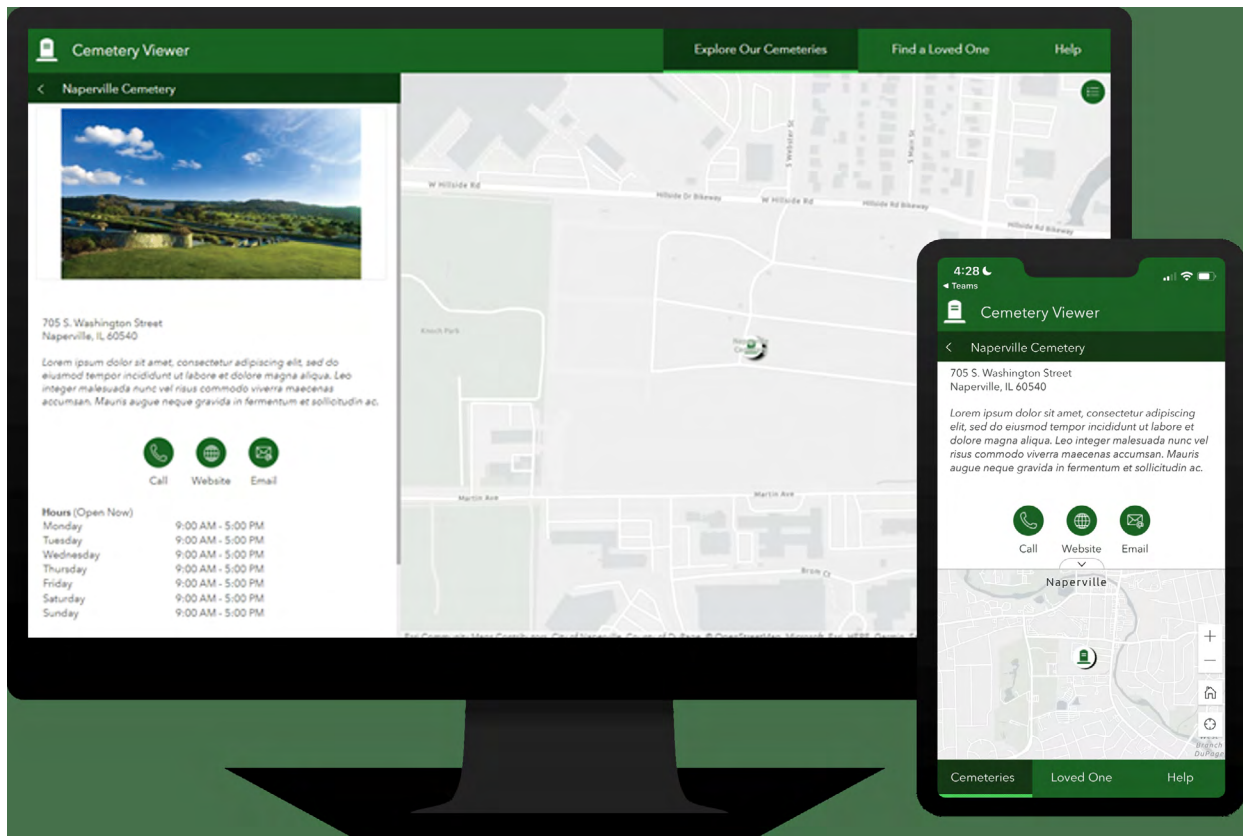 Cemetery Viewer
Explore Our Cemeteries
Find a Loved One
Help
Naperville Cemetery
705 S. Washington Street
Naperville, IL 60540
Lorem ipsum dolor sit amet, consectetur adipiscing elit, sed do
eiusmod tempor incididunt ut labore et dolore magna aliqua. Leo
integer malesuada nunc vel risus commodo viverra maecenas
accumsan. Mauris augue neque gravida in fermentum et sollicitudin ac.
Call
Website
Email
Hours (Open Now)
Monday 9:00 AM - 5:00 PM
Tuesday 9:00 AM - 5:00 PM
Wednesday 9:00 AM - 5:00 PM
Thursday 9:00 AM - 5:00 PM
Friday 9:00 AM - 5:00 PM
Saturday 9:00 AM - 5:00 PM
Sunday 9:00 AM - 5:00 PM
S Webster St
S Main St
W Hillside Rd
Hillside Dr Bikeway
W Hillside Rd
Hillside Rd Bikeway
Hillside Rd Bikeway
Knoch Park
Martin Ave
Martin Ave
Brom Ct
4:28
Teams
Cemetery Viewer
Naperville Cemetery
705 S. Washington Street
Naperville, IL 60540
Lorem ipsum dolor sit amet, consectetur adipiscing
elit, sed do eiusmod tempor incididunt ut labore et
dolore magna aliqua. Leo integer malesuada nunc vel
risus commodo viverra maecenas accumsan. Mauris
augue neque gravida in fermentum et sollicitudin ac.
Call
Website
Email
Naperville
Branch
DuPage
Cemeteries
Loved One
Help